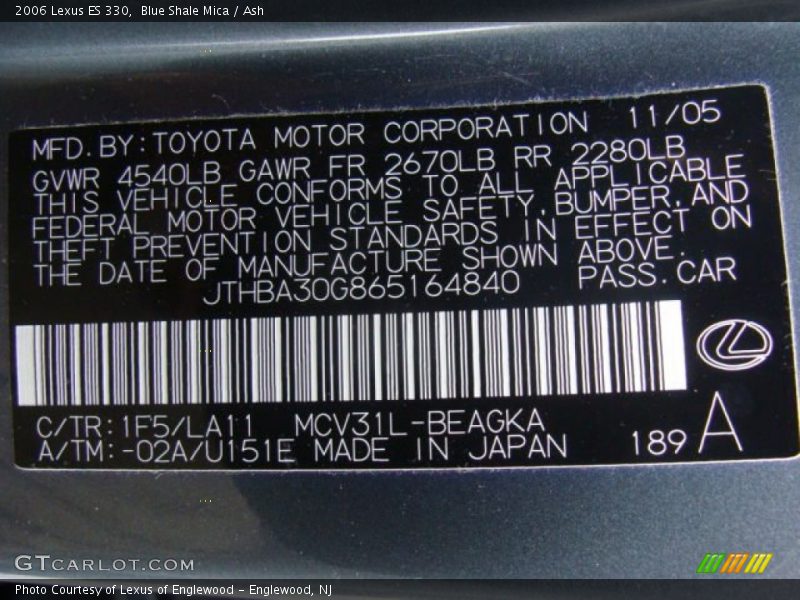 2006 Lexus ES 330, Blue Shale Mica / Ash
MFD. BY: TOYOTA MOTOR CORPORATION 11/05
GVWR 4540LB GAWR FR 2670LB RR 2280LB
THIS VEHICLE CONFORMS TO ALL APPLICABLE
FEDERAL MOTOR VEHICLE SAFETY, BUMPER, AND
THEFT PREVENTION STANDARDS IN EFFECT ON
THE DATE OF MANUFACTURE SHOWN ABOVE.
JTHBA30G865164840 PASS. CAR
C/TR: 1F5/LA11 MCV31L-BEAGKA
A/TM: -02A/U151E MADE IN JAPAN 189 A
GTCARLOT.COM
Photo Courtesy of Lexus of Englewood - Englewood, NJ